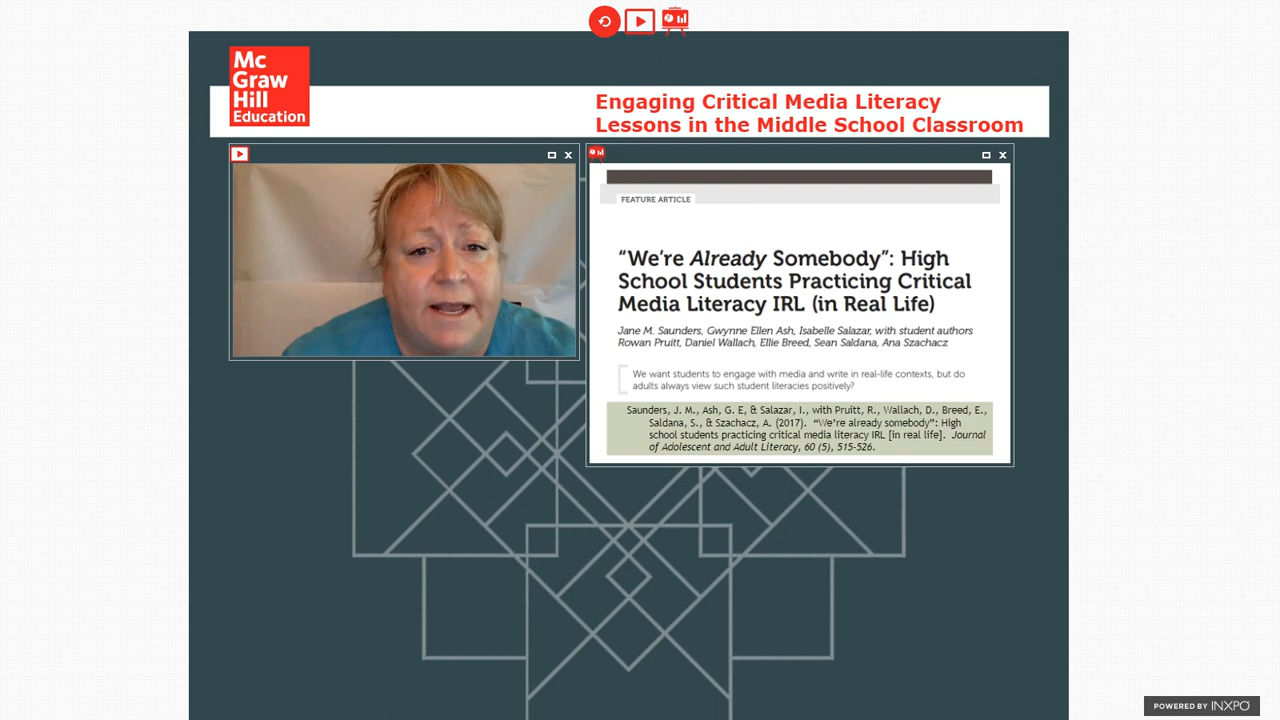 Mc
Graw
Hill
Education
Engaging Critical Media Literacy
Lessons in the Middle School Classroom
FEATURE ARTICLE
“We’re Already Somebody”: High
School Students Practicing Critical
Media Literacy IRL (in Real Life)
Jane M. Saunders, Gwynne Ellen Ash, Isabelle Salazar, with student authors
Rowan Pruitt, Daniel Wallach, Ellie Breed, Sean Saldana, Ana Szachacz
We want students to engage with media and write in real-life contexts, but do
adults always view such student literacies positively?
Saunders, J. M., Ash, G. E, & Salazar, I., with Pruitt, R., Wallach, D., Breed, E.,
Saldana, S., & Szachacz, A. (2017). “We’re already somebody”: High
school students practicing critical media literacy IRL [in real life]. Journal
of Adolescent and Adult Literacy, 60 (5), 515-526.
POWERED BY INXPO